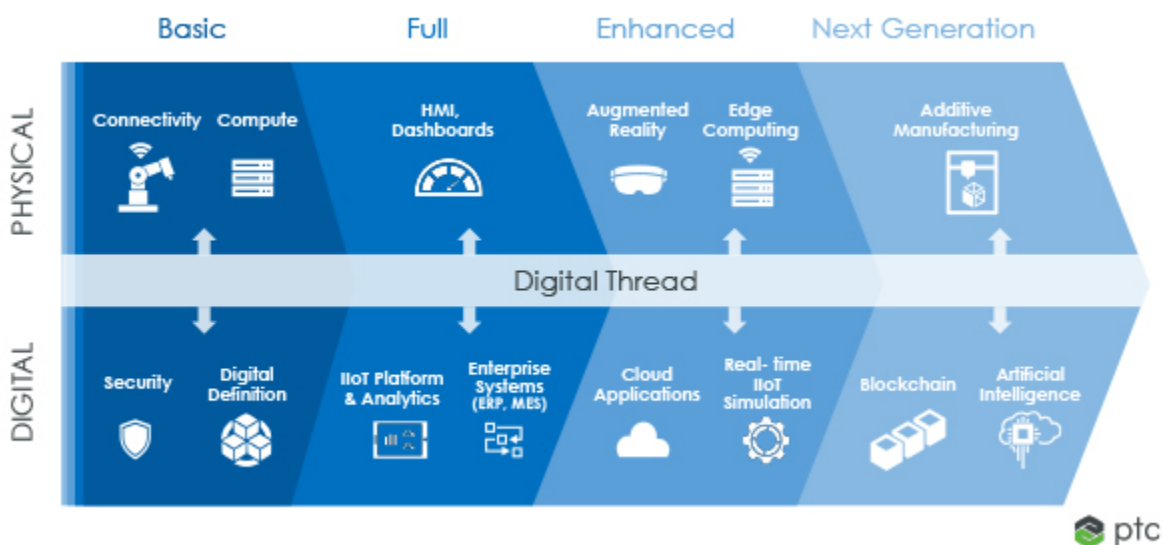 Basic
Full
Enhanced
Next Generation
PHYSICAL
Connectivity
Compute
HMI,
Dashboards
Augmented
Reality
Edge
Computing
Additive
Manufacturing
Digital Thread
DIGITAL
Security
Digital
Definition
IIoT Platform
& Analytics
Enterprise
Systems
(ERP, MES)
Cloud
Applications
Real- time
IIoT
Simulation
Blockchain
Artificial
Intelligence
ptc